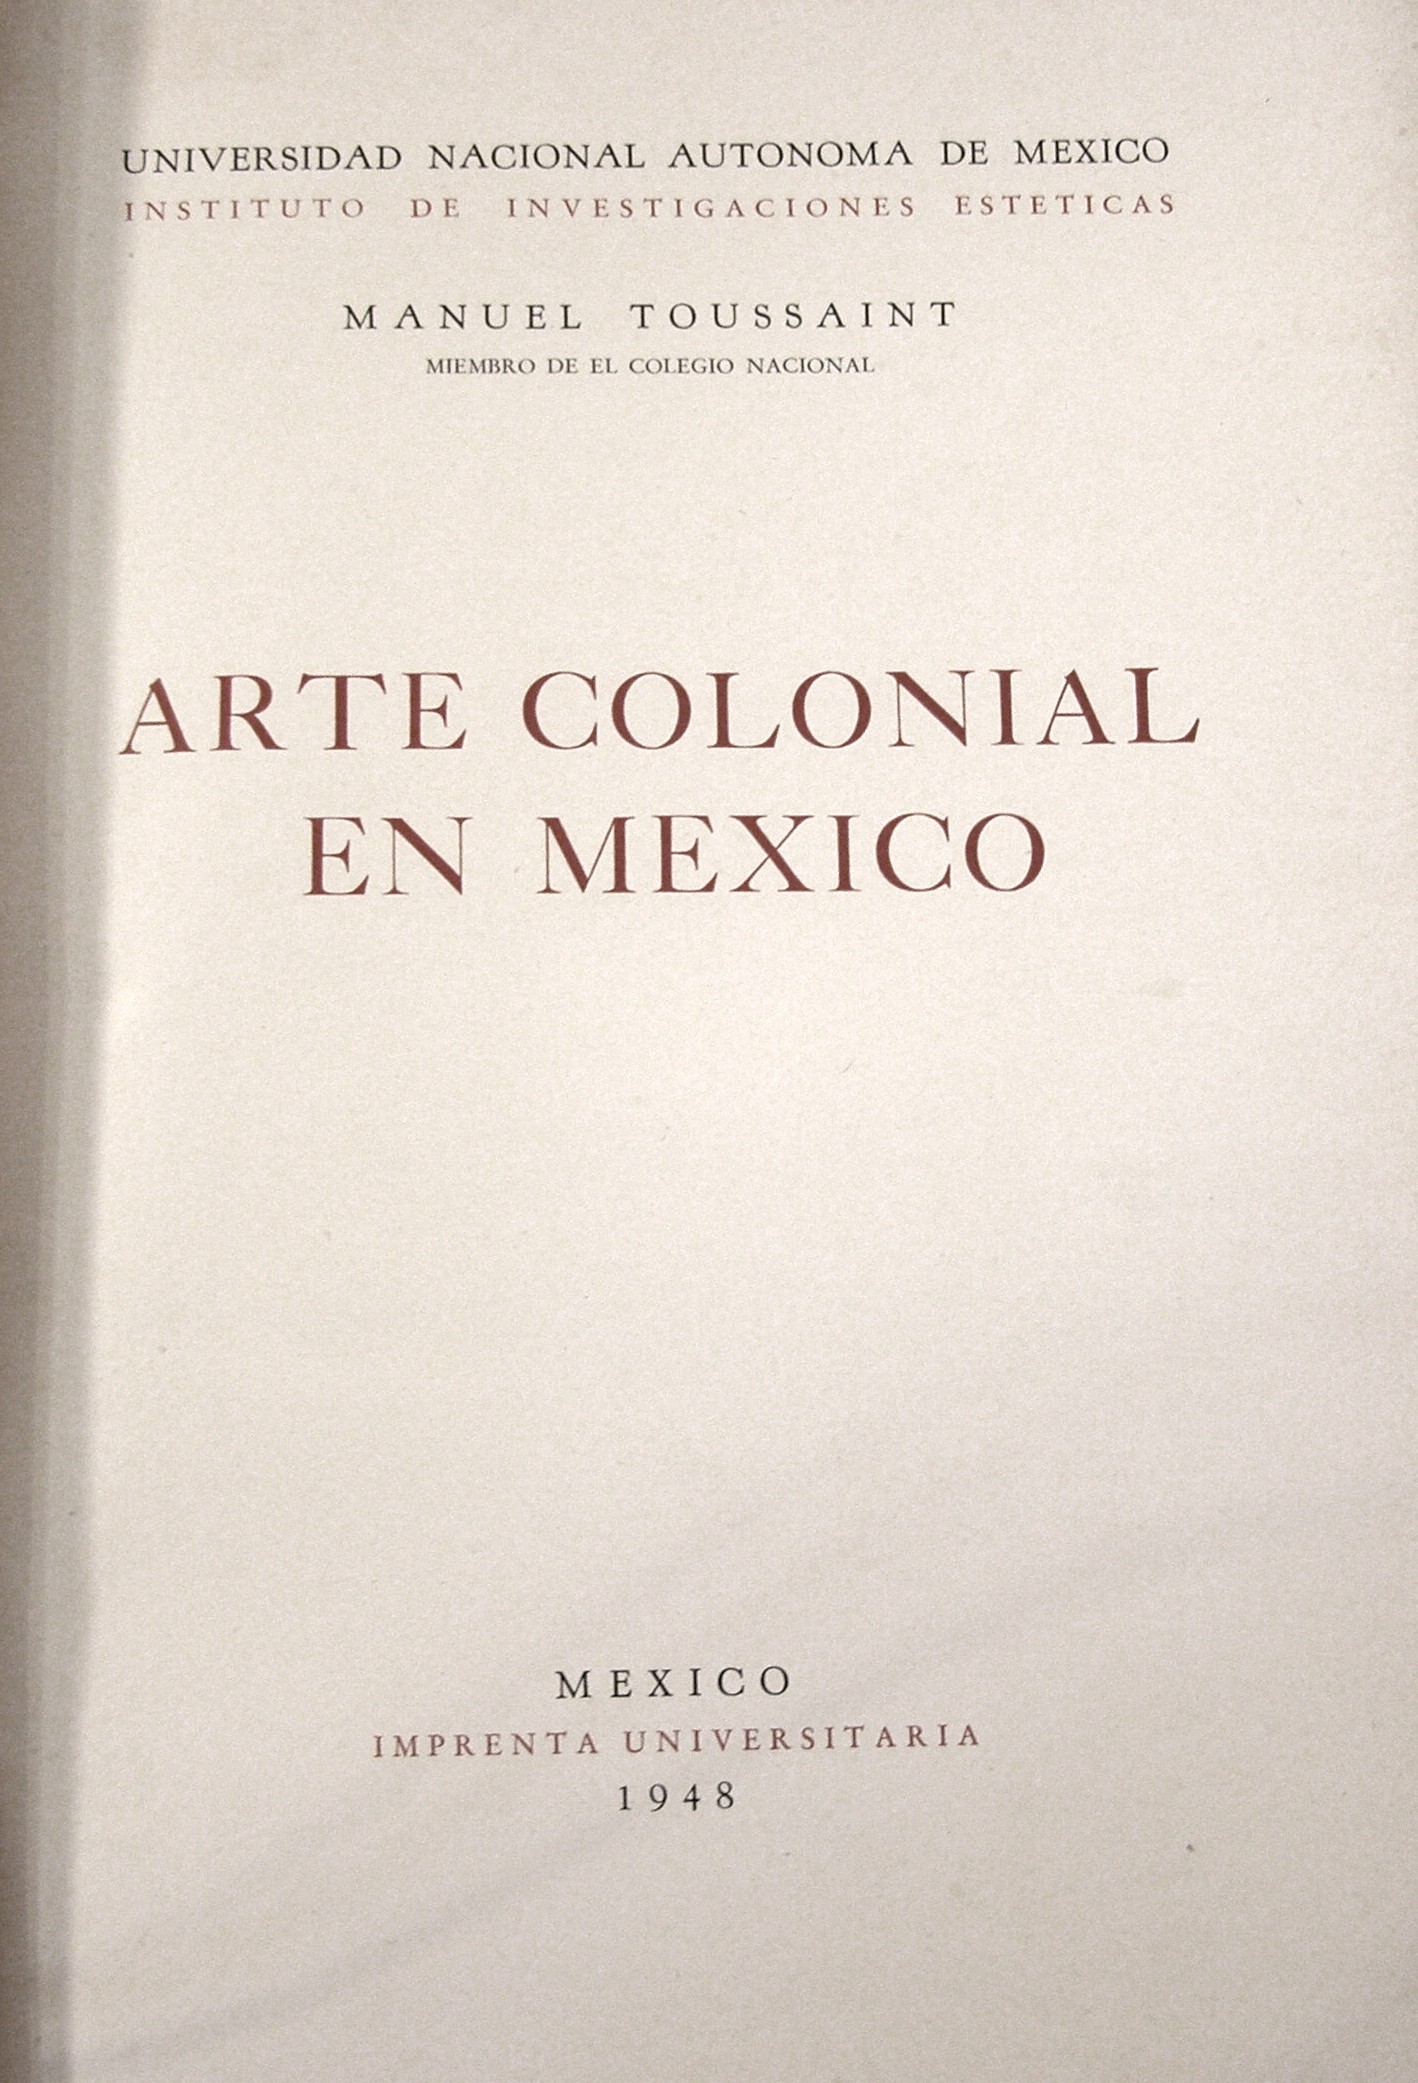 UNIVERSIDAD NACIONAL AUTONOMA DE MEXICO
INSTITUTO DE INVESTIGACIONES ESTETICAS
MANUEL TOUSSAINT
MIEMBRO DE EL COLEGIO NACIONAL
ARTE COLONIAL
EN MEXICO
MEXICO
IMPRENTA UNIVERSITARIA
1948